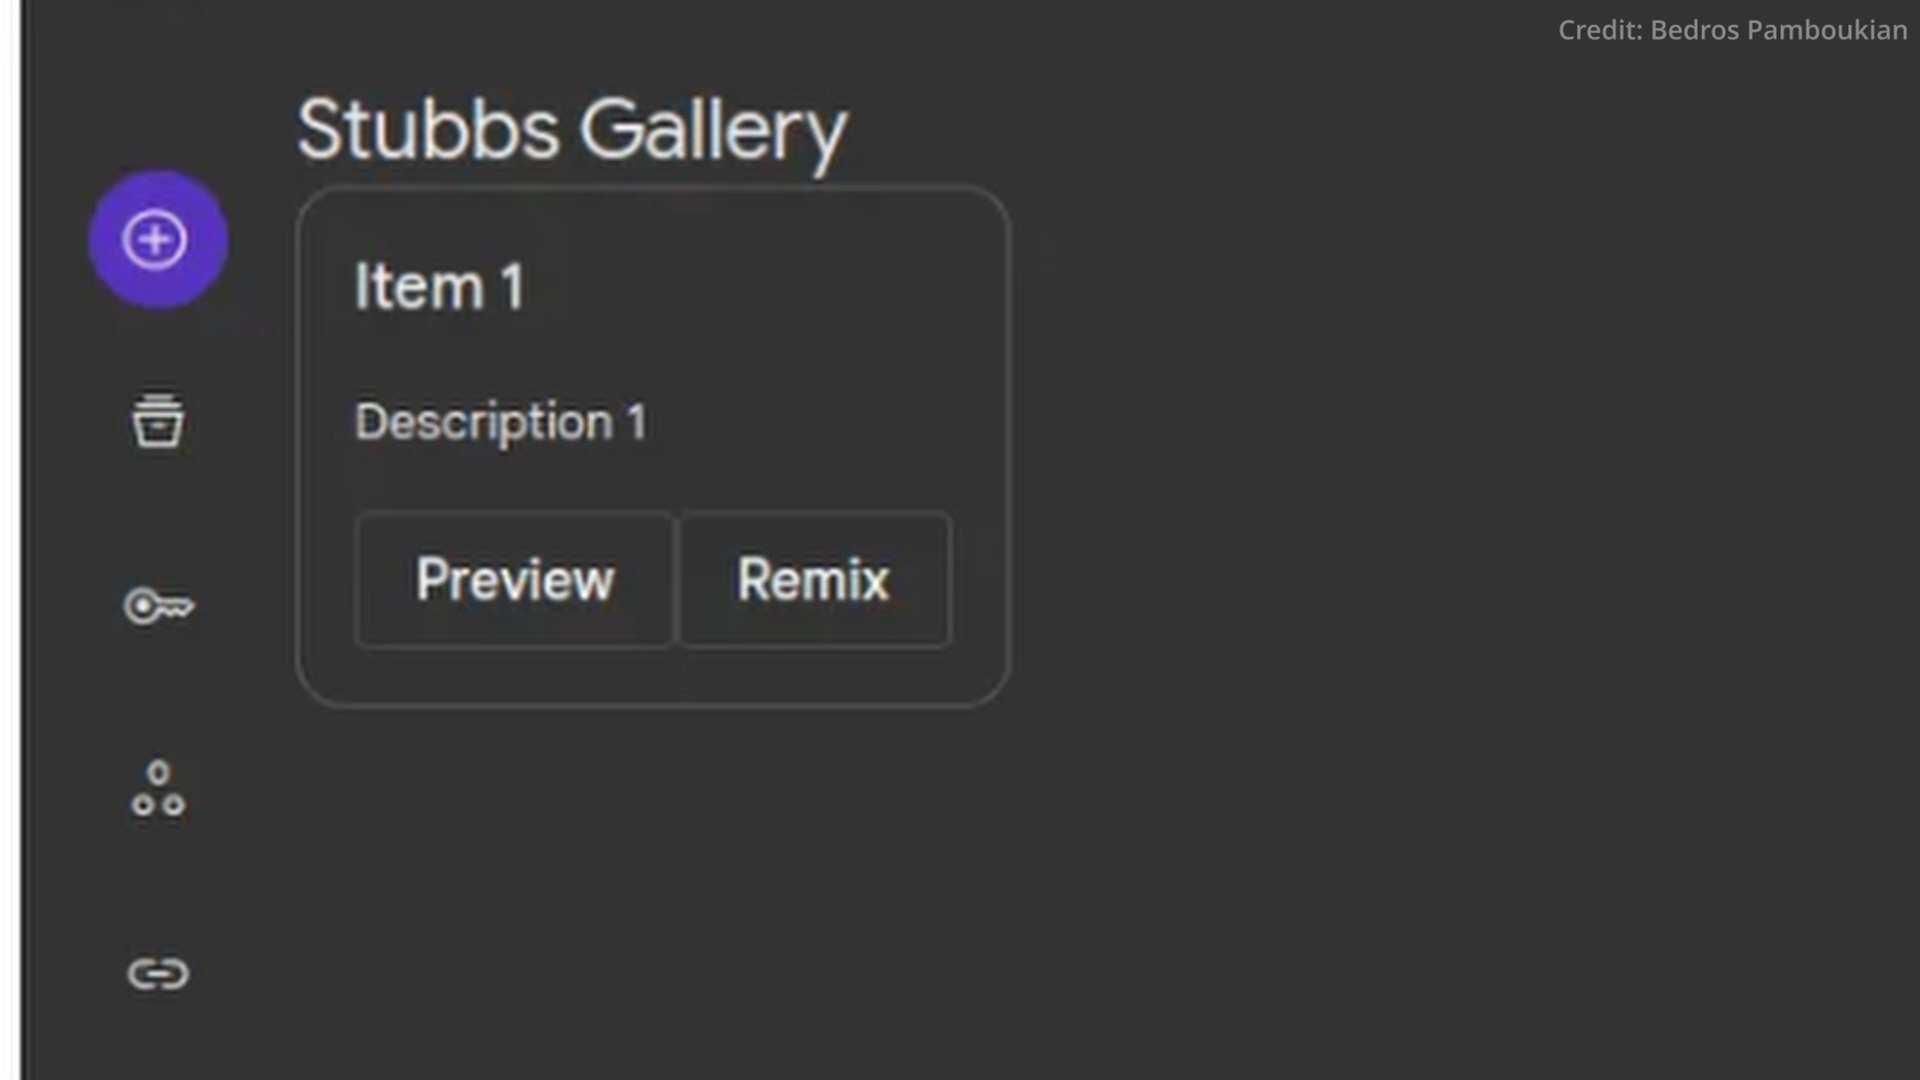 Credit: Bedros Pamboukian
Stubbs Gallery
Item 1
Description 1
Preview
Remix